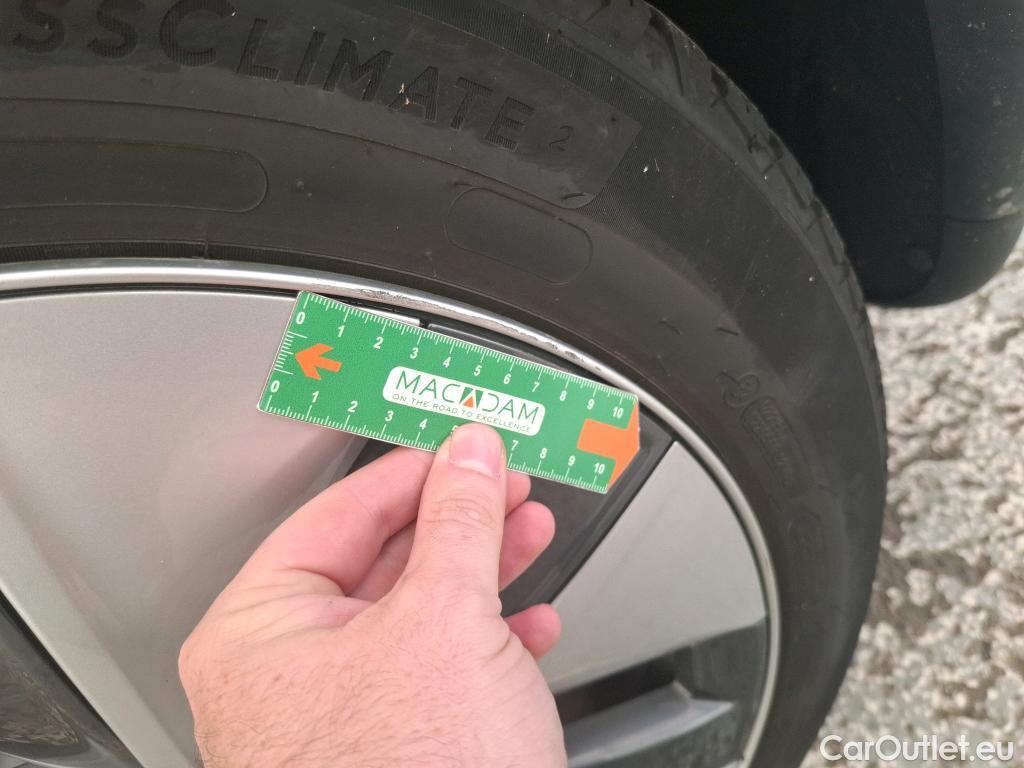 SSCLIMATE 2
0 1 2 3 4 5 6 7 8 9 10
MACADAM
ON THE ROAD TO EXCELLENCE
0 1 2 3 4 5 7 8 9 10
CarOutlet.eu